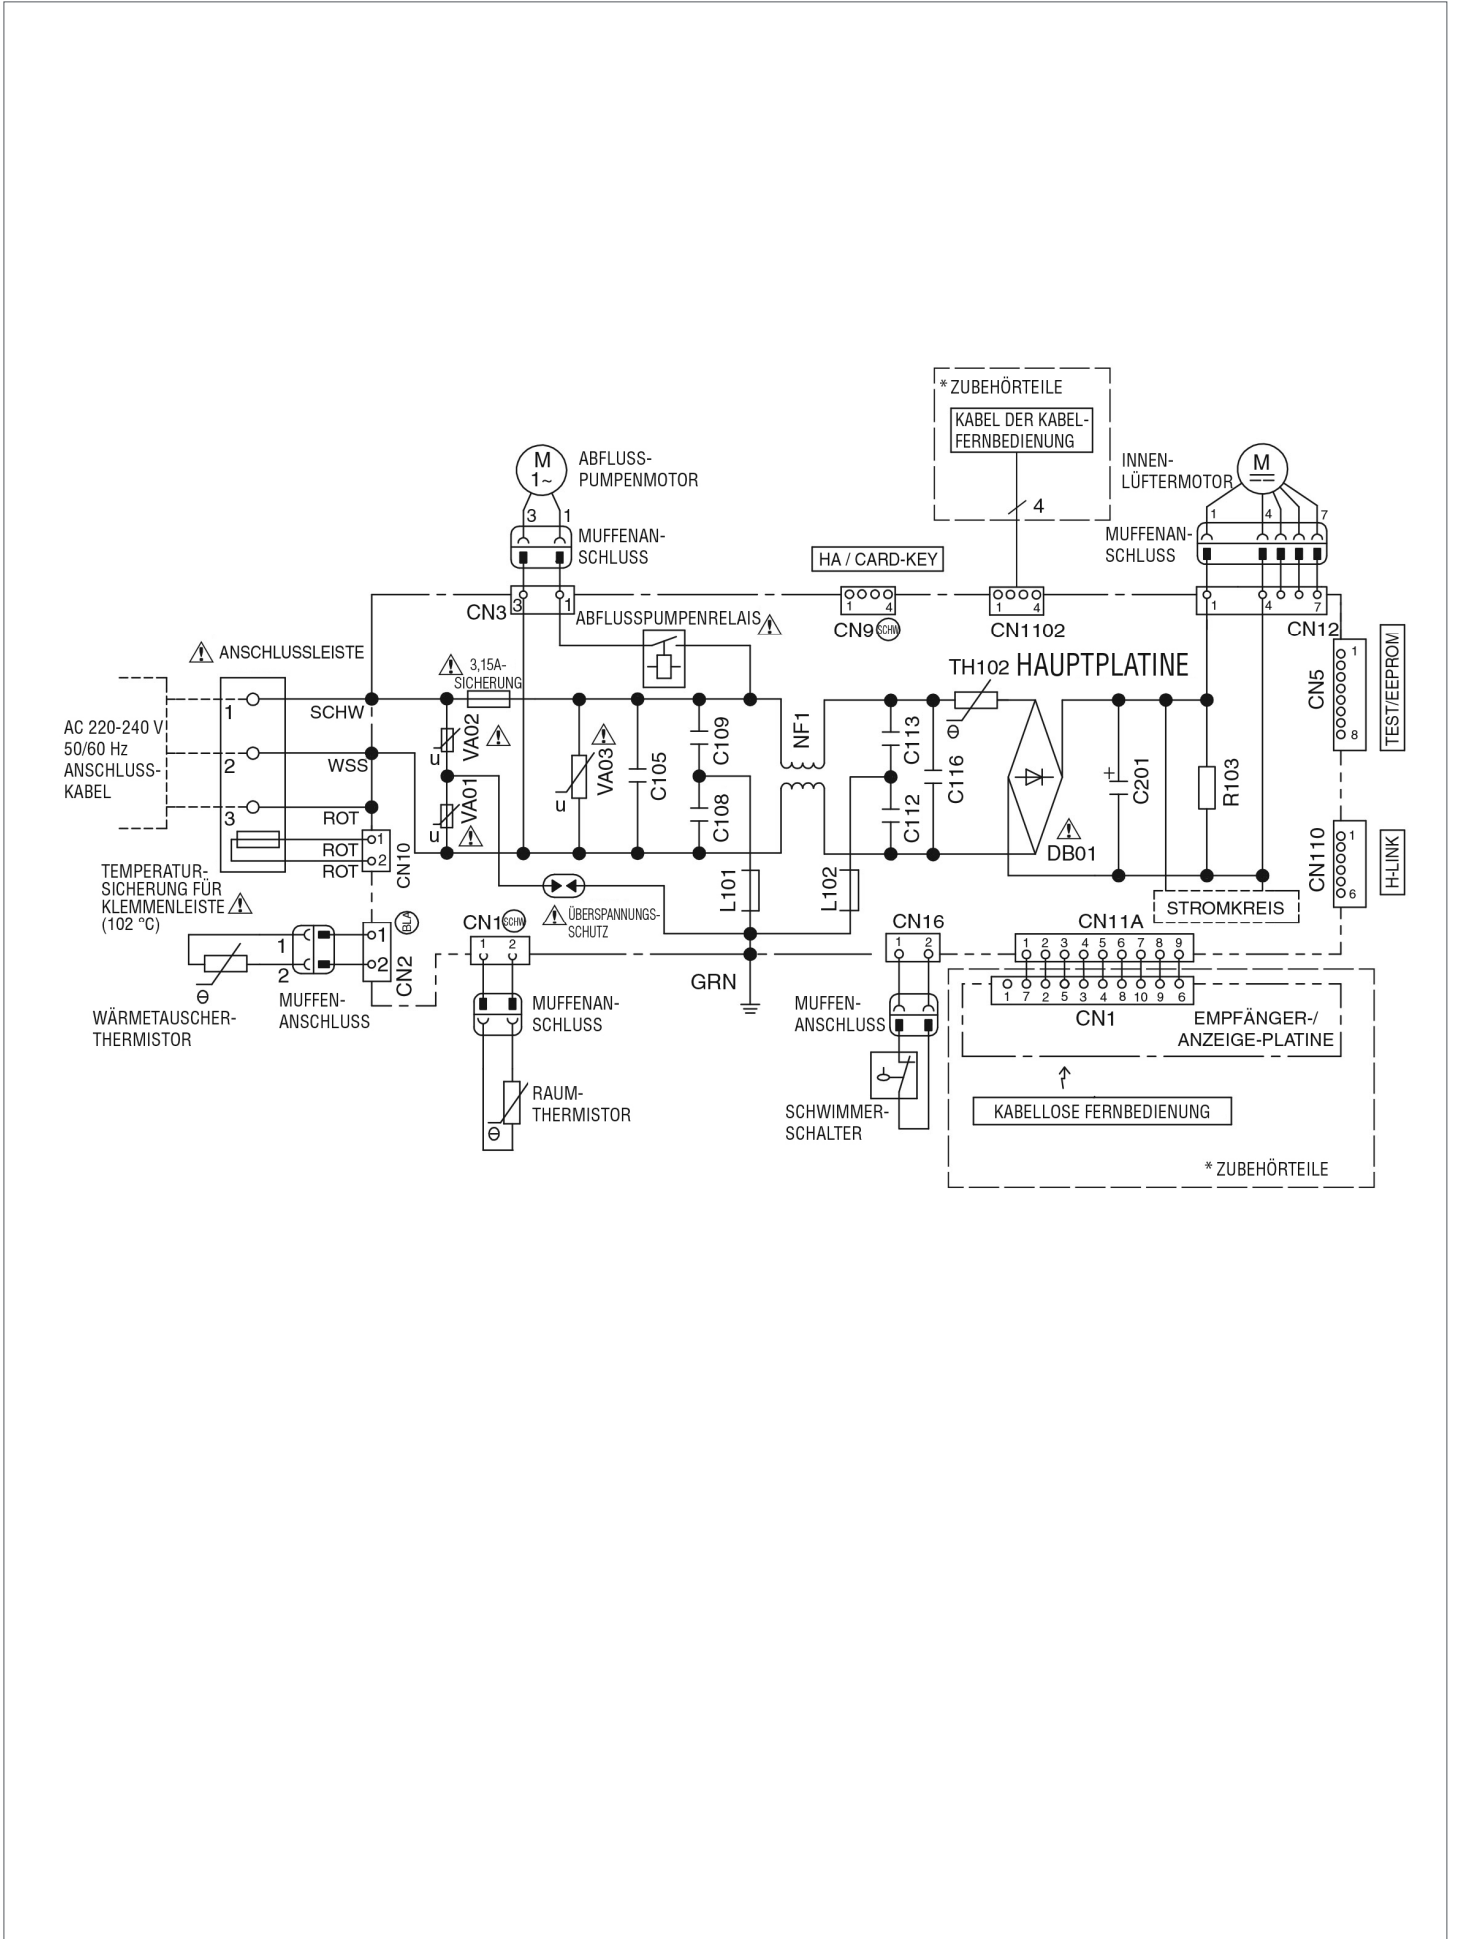 * ZUBEHÖRTEILE
KABEL DER KABEL-
FERNBEDIENUNG
4
M
1~
ABFLUSS-
PUMPENMOTOR
3 1
MUFFENAN-
SCHLUSS
INNEN-
LÜFTERMOTOR
M
1 4 7
MUFFENAN-
SCHLUSS
HA / CARD-KEY
CN3
3 1
1 4
CN9 SCHW
1 4
CN1102
1 4 7
CN12
ABFLUSSPUMPENRELAIS
ANSCHLUSSLEISTE
3,15A-
SICHERUNG
TH102
HAUPTPLATINE
CN5
1
8
TEST/EEPROM
AC 220-240 V
50/60 Hz
ANSCHLUSS-
KABEL
1
2
3
SCHW
WSS
ROT
ROT
ROT
1
2
CN10
VA02
u
VA01
u
VA03
u
C105
C109
C108
NF1
C113
C112
C116
θ
DB01
+
C201
R103
CN110
1
6
H-LINK
STROMKREIS
TEMPERATUR-
SICHERUNG FÜR
KLEMMENLEISTE
(102 °C)
BLA
1
2
CN2
1
2
MUFFEN-
ANSCHLUSS
θ
WÄRMETAUSCHER-
THERMISTOR
CN1 SCHW
1 2
ÜBERSPANNUNGS-
SCHUTZ
L101
L102
GRN
MUFFENAN-
SCHLUSS
RAUM-
THERMISTOR
θ
CN16
1 2
MUFFEN-
ANSCHLUSS
SCHWIMMER-
SCHALTER
CN11A
1 2 3 4 5 6 7 8 9
1 7 2 5 3 4 8 10 9 6
CN1
EMPFÄNGER-/
ANZEIGE-PLATINE
KABELLOSE FERNBEDIENUNG
* ZUBEHÖRTEILE